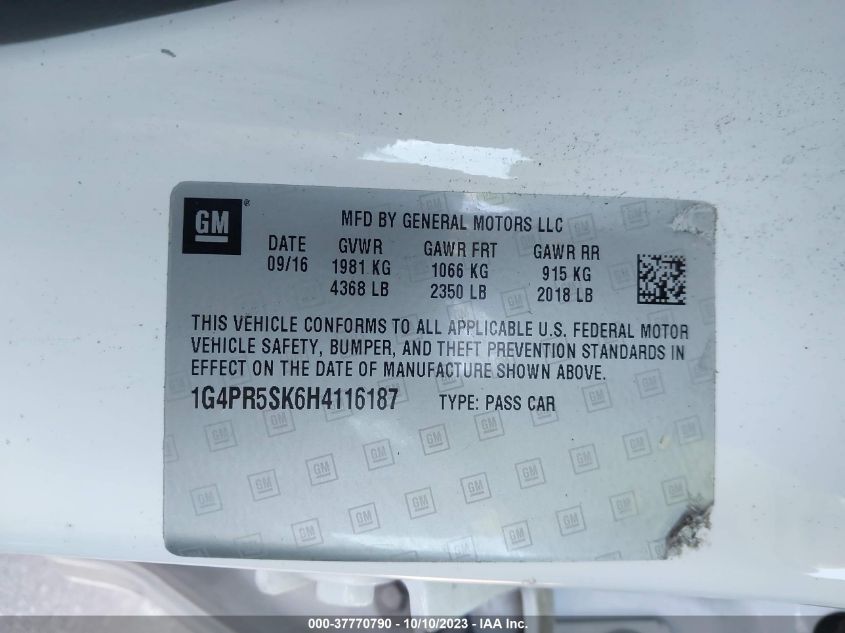 GM ®
MFD BY GENERAL MOTORS LLC
DATE GVWR GAWR FRT GAWR RR
09/16 1981 KG 1066 KG 915 KG
4368 LB 2350 LB 2018 LB
THIS VEHICLE CONFORMS TO ALL APPLICABLE U.S. FEDERAL MOTOR
VEHICLE SAFETY, BUMPER, AND THEFT PREVENTION STANDARDS IN
EFFECT ON THE DATE OF MANUFACTURE SHOWN ABOVE.
1G4PR5SK6H4116187 TYPE: PASS CAR
000-37770790 - 10/10/2023 - IAA Inc.